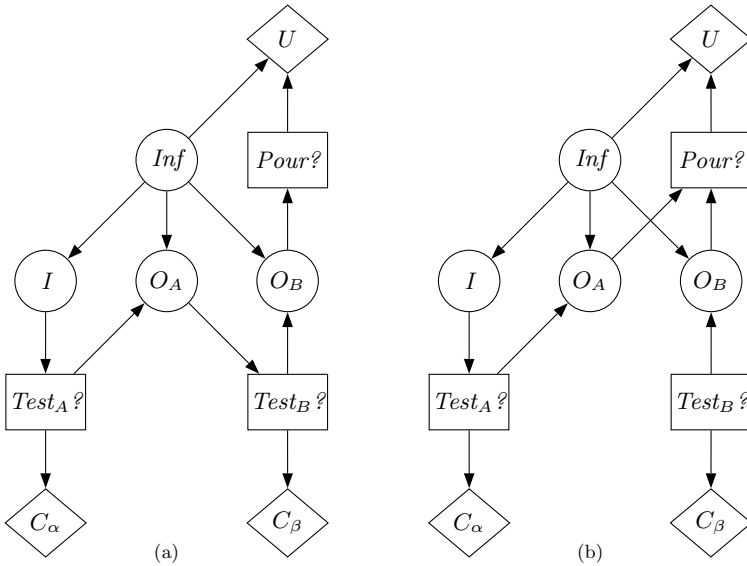 U
U
Inf
Pour?
Inf
Pour?
I
O_A
O_B
I
O_A
O_B
Test_A?
Test_B?
Test_A?
Test_B?
C_α
C_β
C_α
C_β
(a)
(b)